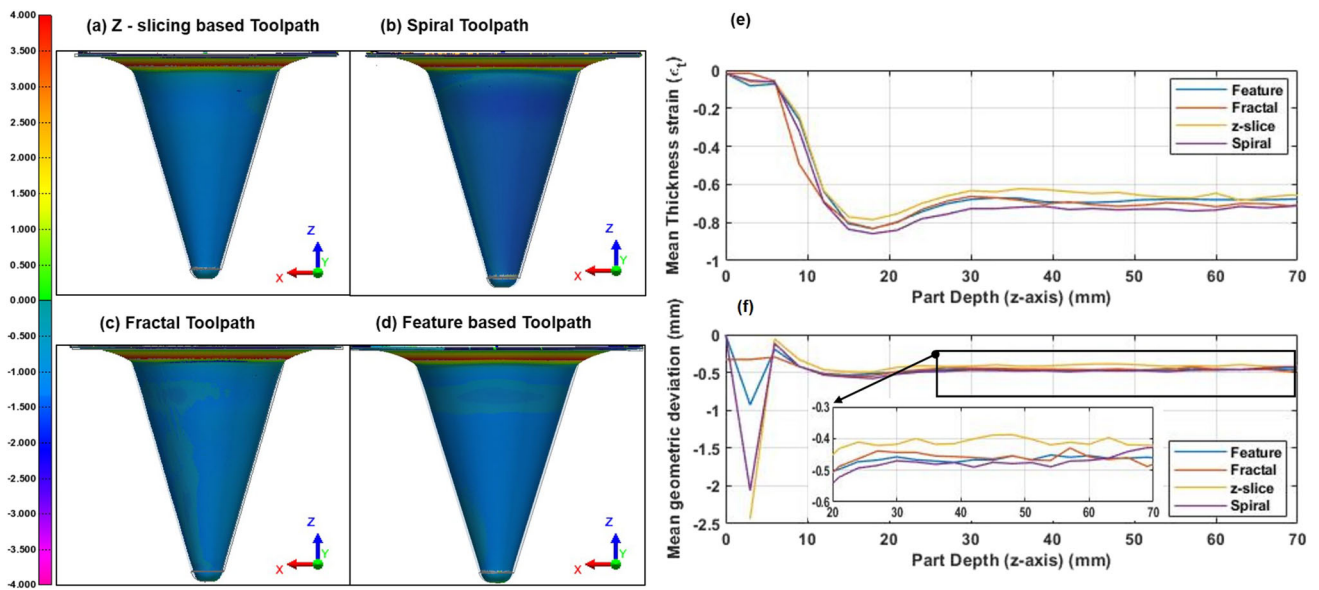 4.000
3.500
3.000
2.000
1.500
1.000
0.500
0.000
-0.500
-1.000
-1.500
-2.000
-2.500
-3.000
-3.500
-4.000
(a) Z - slicing based Toolpath
Z
Y
X
(b) Spiral Toolpath
Z
Y
X
(c) Fractal Toolpath
Z
Y
X
(d) Feature based Toolpath
Z
Y
X
(e)
Mean Thickness strain (ϵt)
0
-0.2
-0.4
-0.6
-0.8
-1
0 10 20 30 40 50 60 70
Part Depth (z-axis) (mm)
Feature
Fractal
z-slice
Spiral
(f)
Mean geometric deviation (mm)
0
-0.5
-1
-1.5
-2
-2.5
0 10 20 30 40 50 60 70
Part Depth (z-axis) (mm)
-0.3
-0.4
-0.5
-0.6
20 30 40 50 60 70
Feature
Fractal
z-slice
Spiral